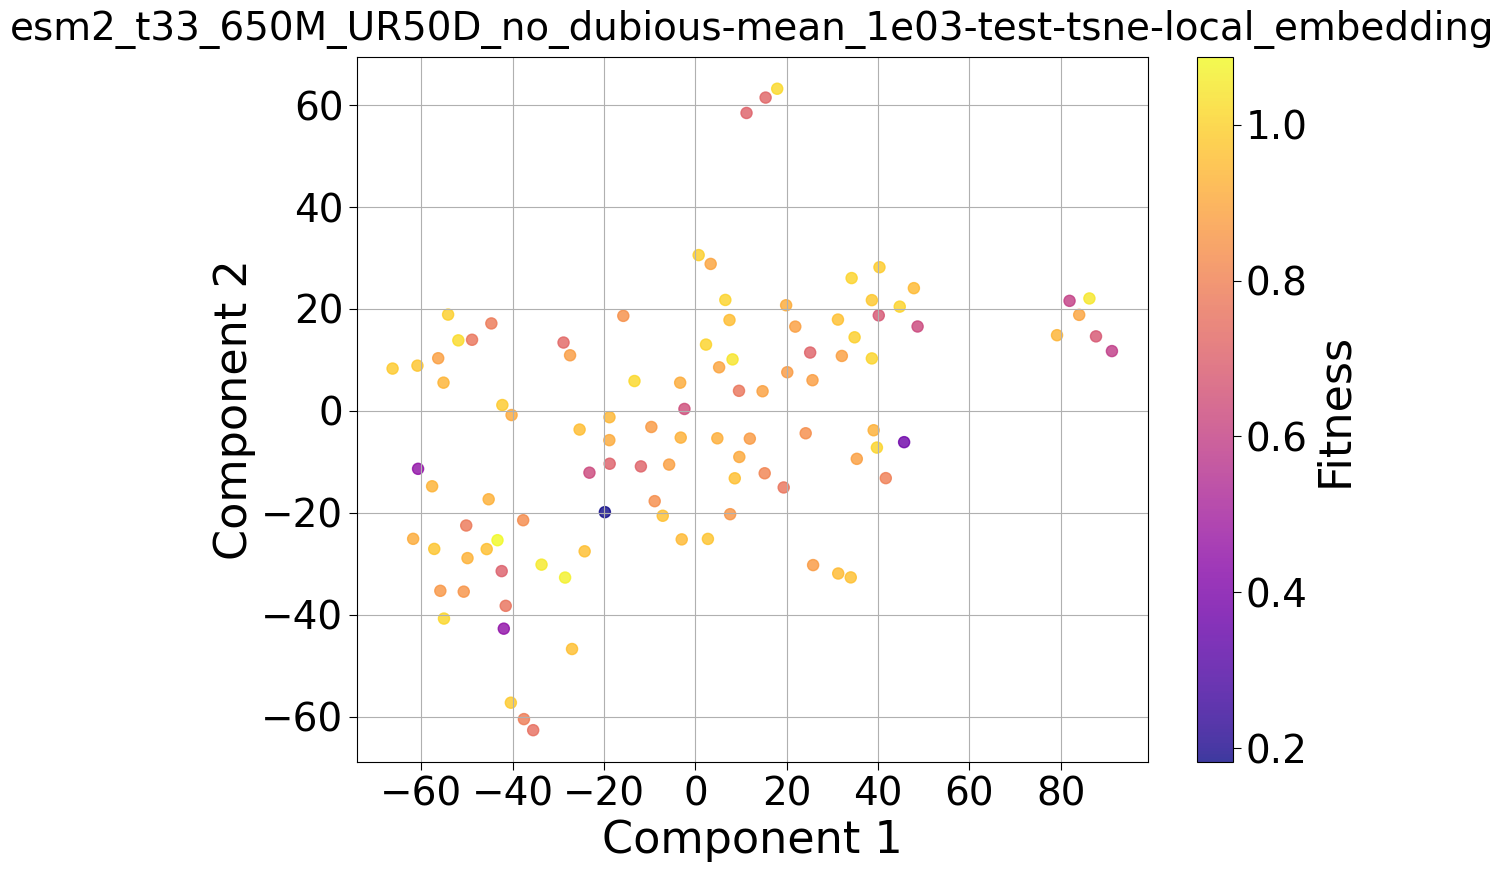 esm2_t33_650M_UR50D_no_dubious-mean_1e03-test-tsne-local_embedding
60
40
20
0
−20
−40
−60
Component 2
−60 −40 −20 0 20 40 60 80
Component 1
1.0
0.8
0.6
0.4
0.2
Fitness